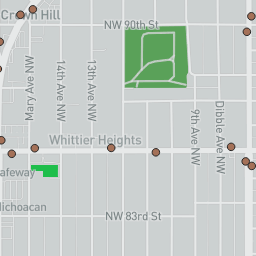 Crown Hill
NW 90th St
Mary Ave NW
14th Ave NW
13th Ave NW
9th Ave NW
Dibble Ave NW
Whittier Heights
afeway
Michoacan
NW 83rd St